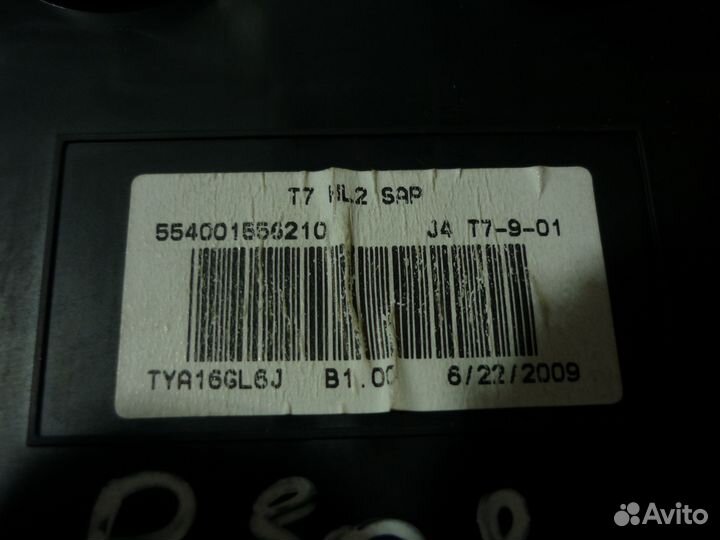 T7 HL2 SAP
554001556210 J4 T7-9-01
TYA16GL6J B1.00 6/22/2009
Avito